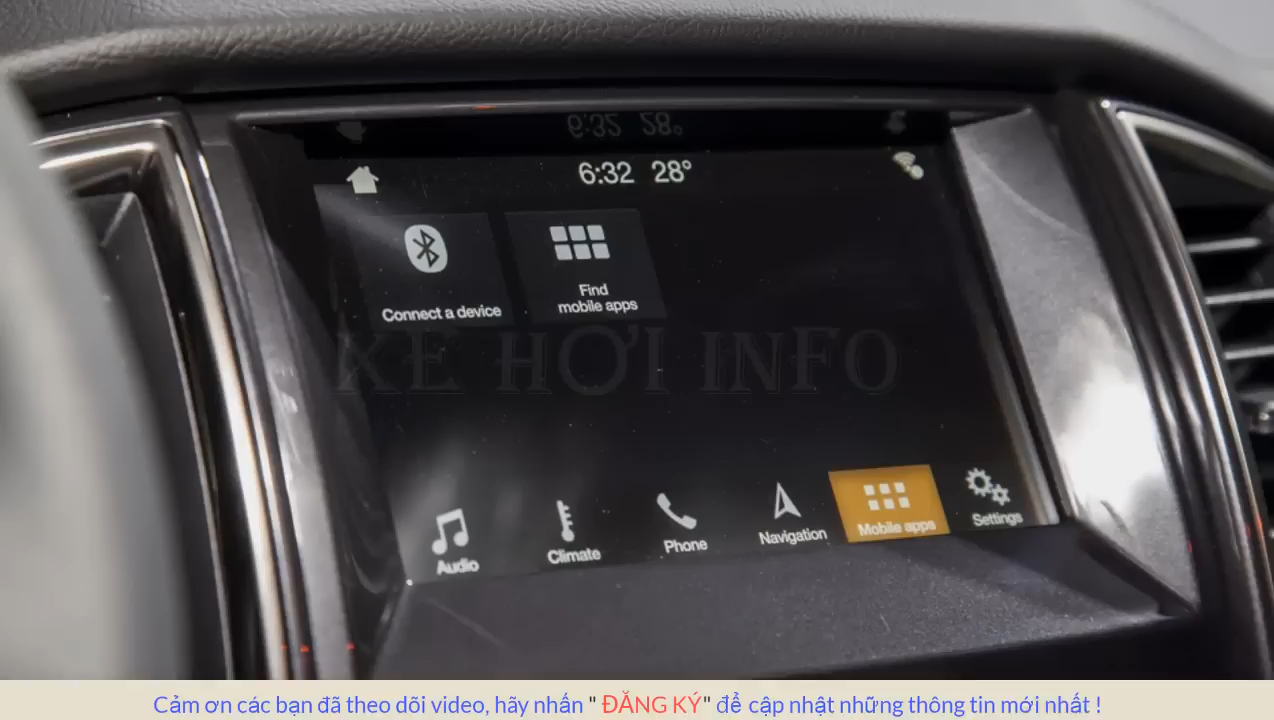 6:32 28°
Connect a device
Find
mobile apps
XE HƠI INFO
Audio
Climate
Phone
Navigation
Mobile apps
Settings
Cảm ơn các bạn đã theo dõi video, hãy nhấn " ĐĂNG KÝ" để cập nhật những thông tin mới nhất !